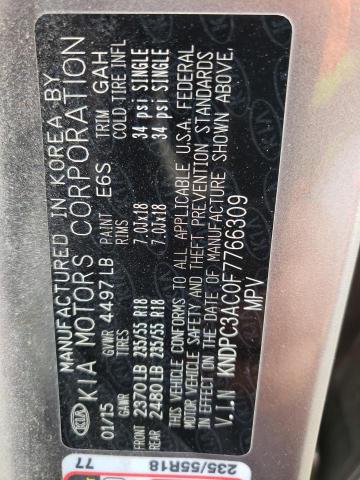 MANUFACTURED IN KOREA BY
KIA MOTORS CORPORATION
KIA
01/15 GVWR 4497 LB PAINT E6S TRIM GAH
GAWR TIRES RIMS COLD TIRE INFL
FRONT 2370LB 235/55 R18 7.0JX18 34 psi SINGLE
REAR 2480LB 235/55 R18 7.0JX18 34 psi SINGLE
THIS VEHICLE CONFORMS TO ALL APPLICABLE U.S.A. FEDERAL
MOTOR VEHICLE SAFETY AND THEFT PREVENTION STANDARDS
IN EFFECT ON THE DATE OF MANUFACTURE SHOWN ABOVE.
V.I.N KNDPC3AC0F7766309
MPV
235/55R18
77